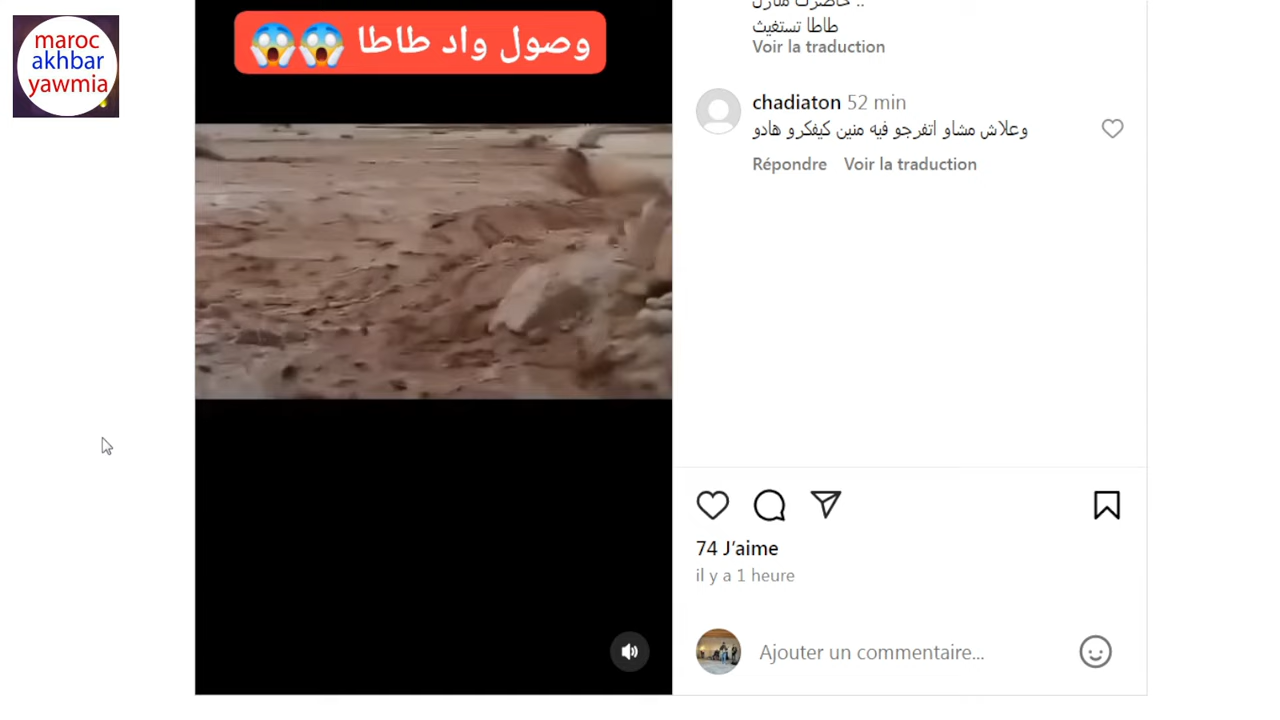 maroc
akhbar
yawmia
وصول واد طاطا 😱😱
طاطا تستغيث
Voir la traduction
chadiaton 52 min
وعلاش مشاو اتفرجو فيه منين كيفكرو هادو
Répondre Voir la traduction
74 J’aime
il y a 1 heure
Ajouter un commentaire...